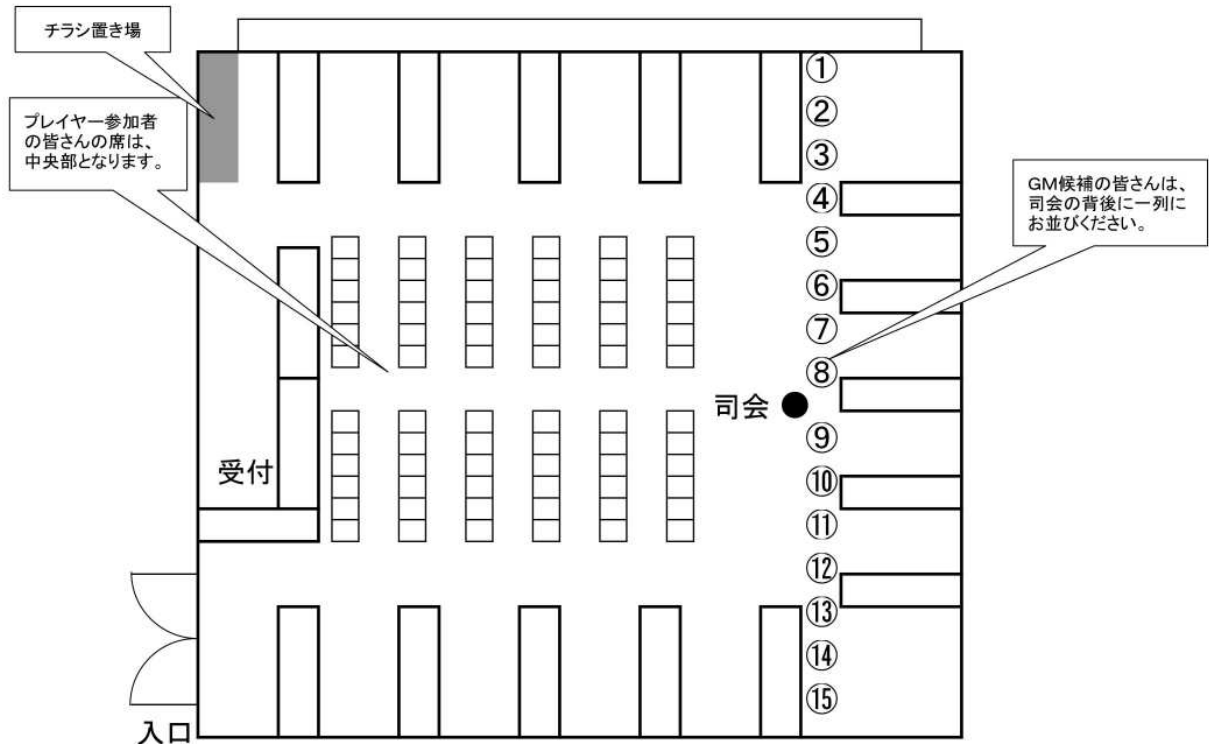 チラシ置き場
プレイヤー参加者
の皆さんの席は、
中央部となります。
GM候補の皆さんは、
司会の背後に一列に
お並びください。
①
②
③
④
⑤
⑥
⑦
⑧
司会
⑨
⑩
⑪
⑫
⑬
⑭
⑮
受付
入口